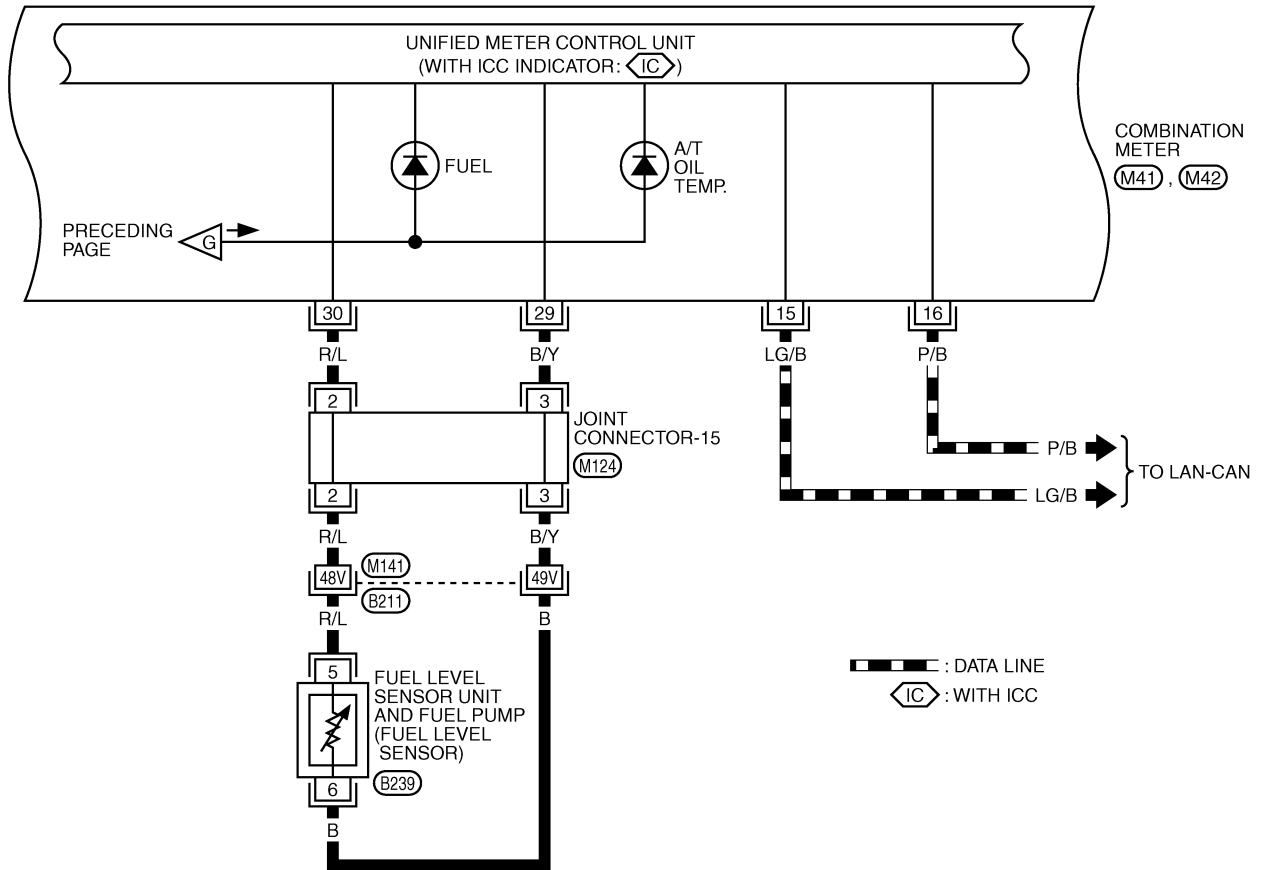 UNIFIED METER CONTROL UNIT
(WITH ICC INDICATOR: IC )
FUEL
A/T
OIL
TEMP.
COMBINATION
METER
M41 , M42
PRECEDING
PAGE
G
30
29
15
16
R/L
B/Y
LG/B
P/B
2
3
JOINT
CONNECTOR-15
M124
2
3
P/B
LG/B
TO LAN-CAN
R/L
B/Y
48V
M141
49V
B211
R/L
B
5
FUEL LEVEL
SENSOR UNIT
AND FUEL PUMP
(FUEL LEVEL
SENSOR)
B239
6
B
: DATA LINE
IC : WITH ICC